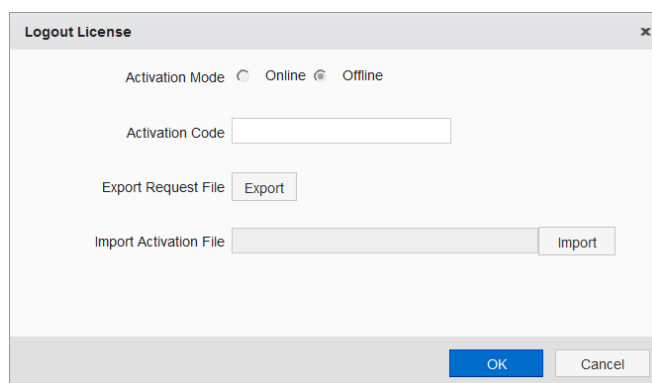 Logout License x
Activation Mode Online Offline
Activation Code
Export Request File Export
Import Activation File Import
OK Cancel